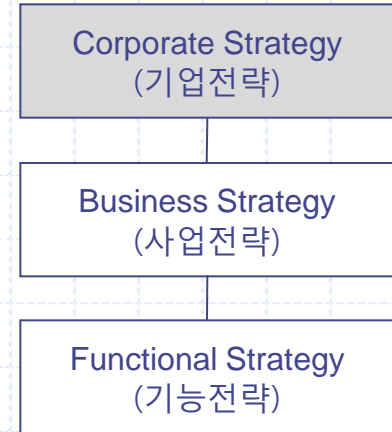 Corporate Strategy
(기업전략)
Business Strategy
(사업전략)
Functional Strategy
(기능전략)